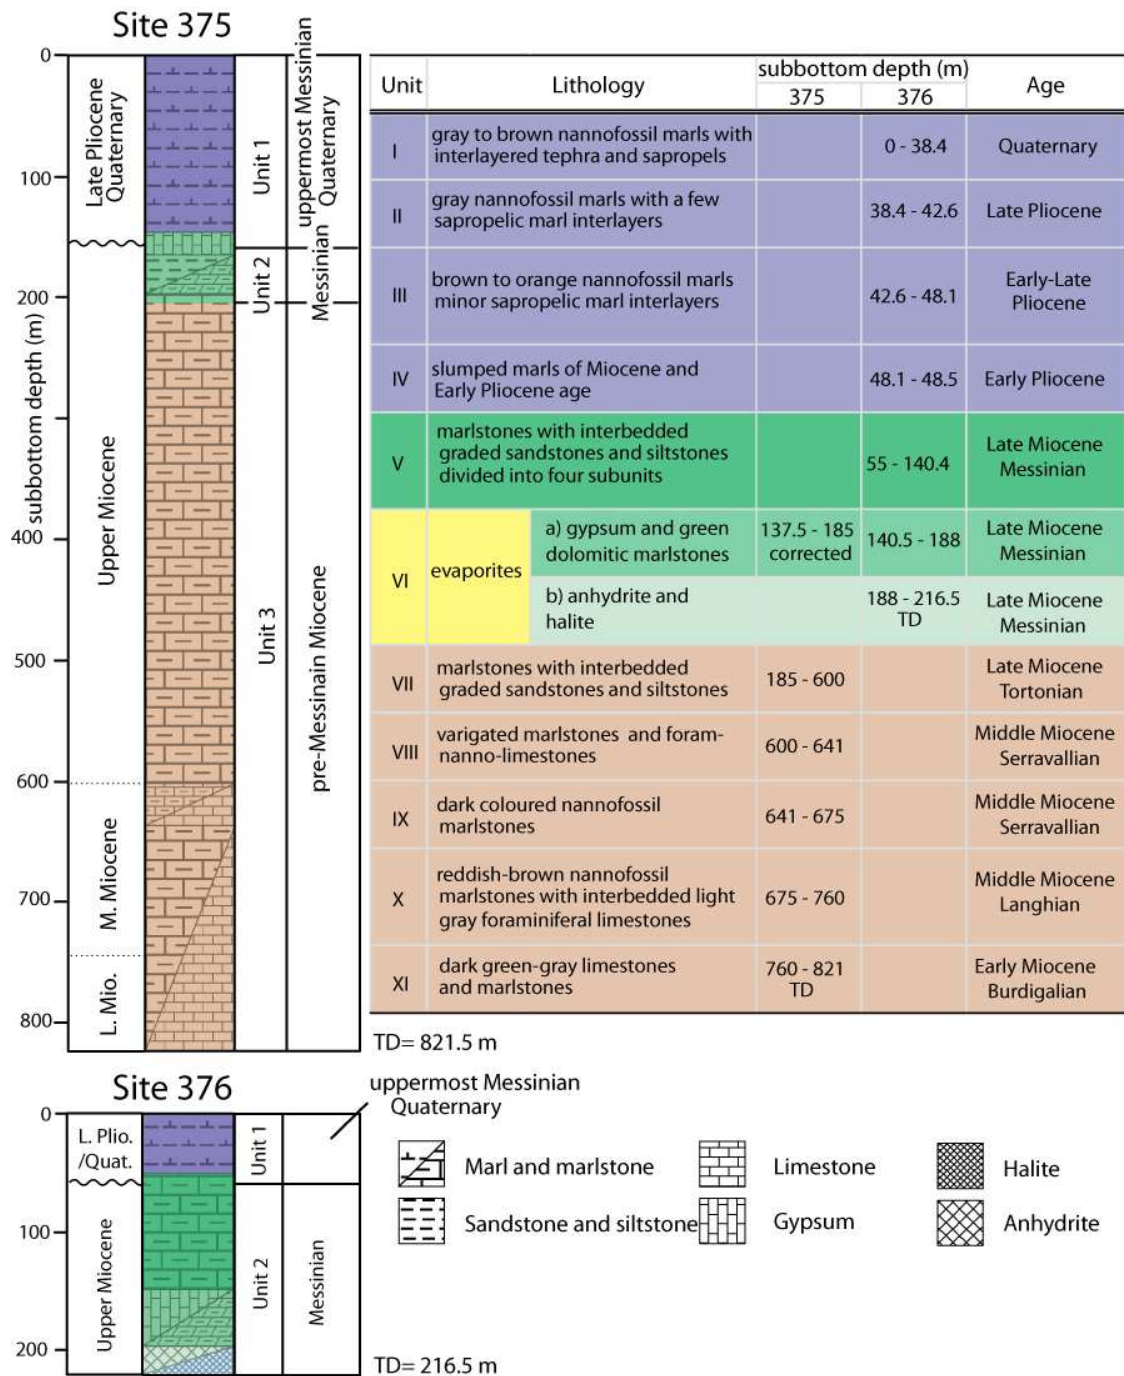 Site 375
0
100
200
400
500
600
700
800
subbottom depth (m)
Late Pliocene
Quaternary
Upper Miocene
M. Miocene
L. Mio.
Unit 1
Unit 2
Unit 3
uppermost Messinian
Quaternary
Messinian
pre-Messinain Miocene
Unit
Lithology
subbottom depth (m)
375
376
Age
I
gray to brown nannofossil marls with
interlayered tephra and sapropels
0 - 38.4
Quaternary
II
gray nannofossil marls with a few
sapropelic marl interlayers
38.4 - 42.6
Late Pliocene
III
brown to orange nannofossil marls
minor sapropelic marl interlayers
42.6 - 48.1
Early-Late
Pliocene
IV
slumped marls of Miocene and
Early Pliocene age
48.1 - 48.5
Early Pliocene
V
marlstones with interbedded
graded sandstones and siltstones
divided into four subunits
55 - 140.4
Late Miocene
Messinian
VI
evaporites
a) gypsum and green
dolomitic marlstones
137.5 - 185
corrected
140.5 - 188
Late Miocene
Messinian
b) anhydrite and
halite
188 - 216.5
TD
Late Miocene
Messinian
VII
marlstones with interbedded
graded sandstones and siltstones
185 - 600
Late Miocene
Tortonian
VIII
varigated marlstones and foram-
nanno-limestones
600 - 641
Middle Miocene
Serravallian
IX
dark coloured nannofossil
marlstones
641 - 675
Middle Miocene
Serravallian
X
reddish-brown nannofossil
marlstones with interbedded light
gray foraminiferal limestones
675 - 760
Middle Miocene
Langhian
XI
dark green-gray limestones
and marlstones
760 - 821
TD
Early Miocene
Burdigalian
TD= 821.5 m
Site 376
0
100
200
L. Plio.
/Quat.
Upper Miocene
Unit 1
Unit 2
Messinian
uppermost Messinian
Quaternary
TD= 216.5 m
Marl and marlstone
Sandstone and siltstone
Limestone
Gypsum
Halite
Anhydrite